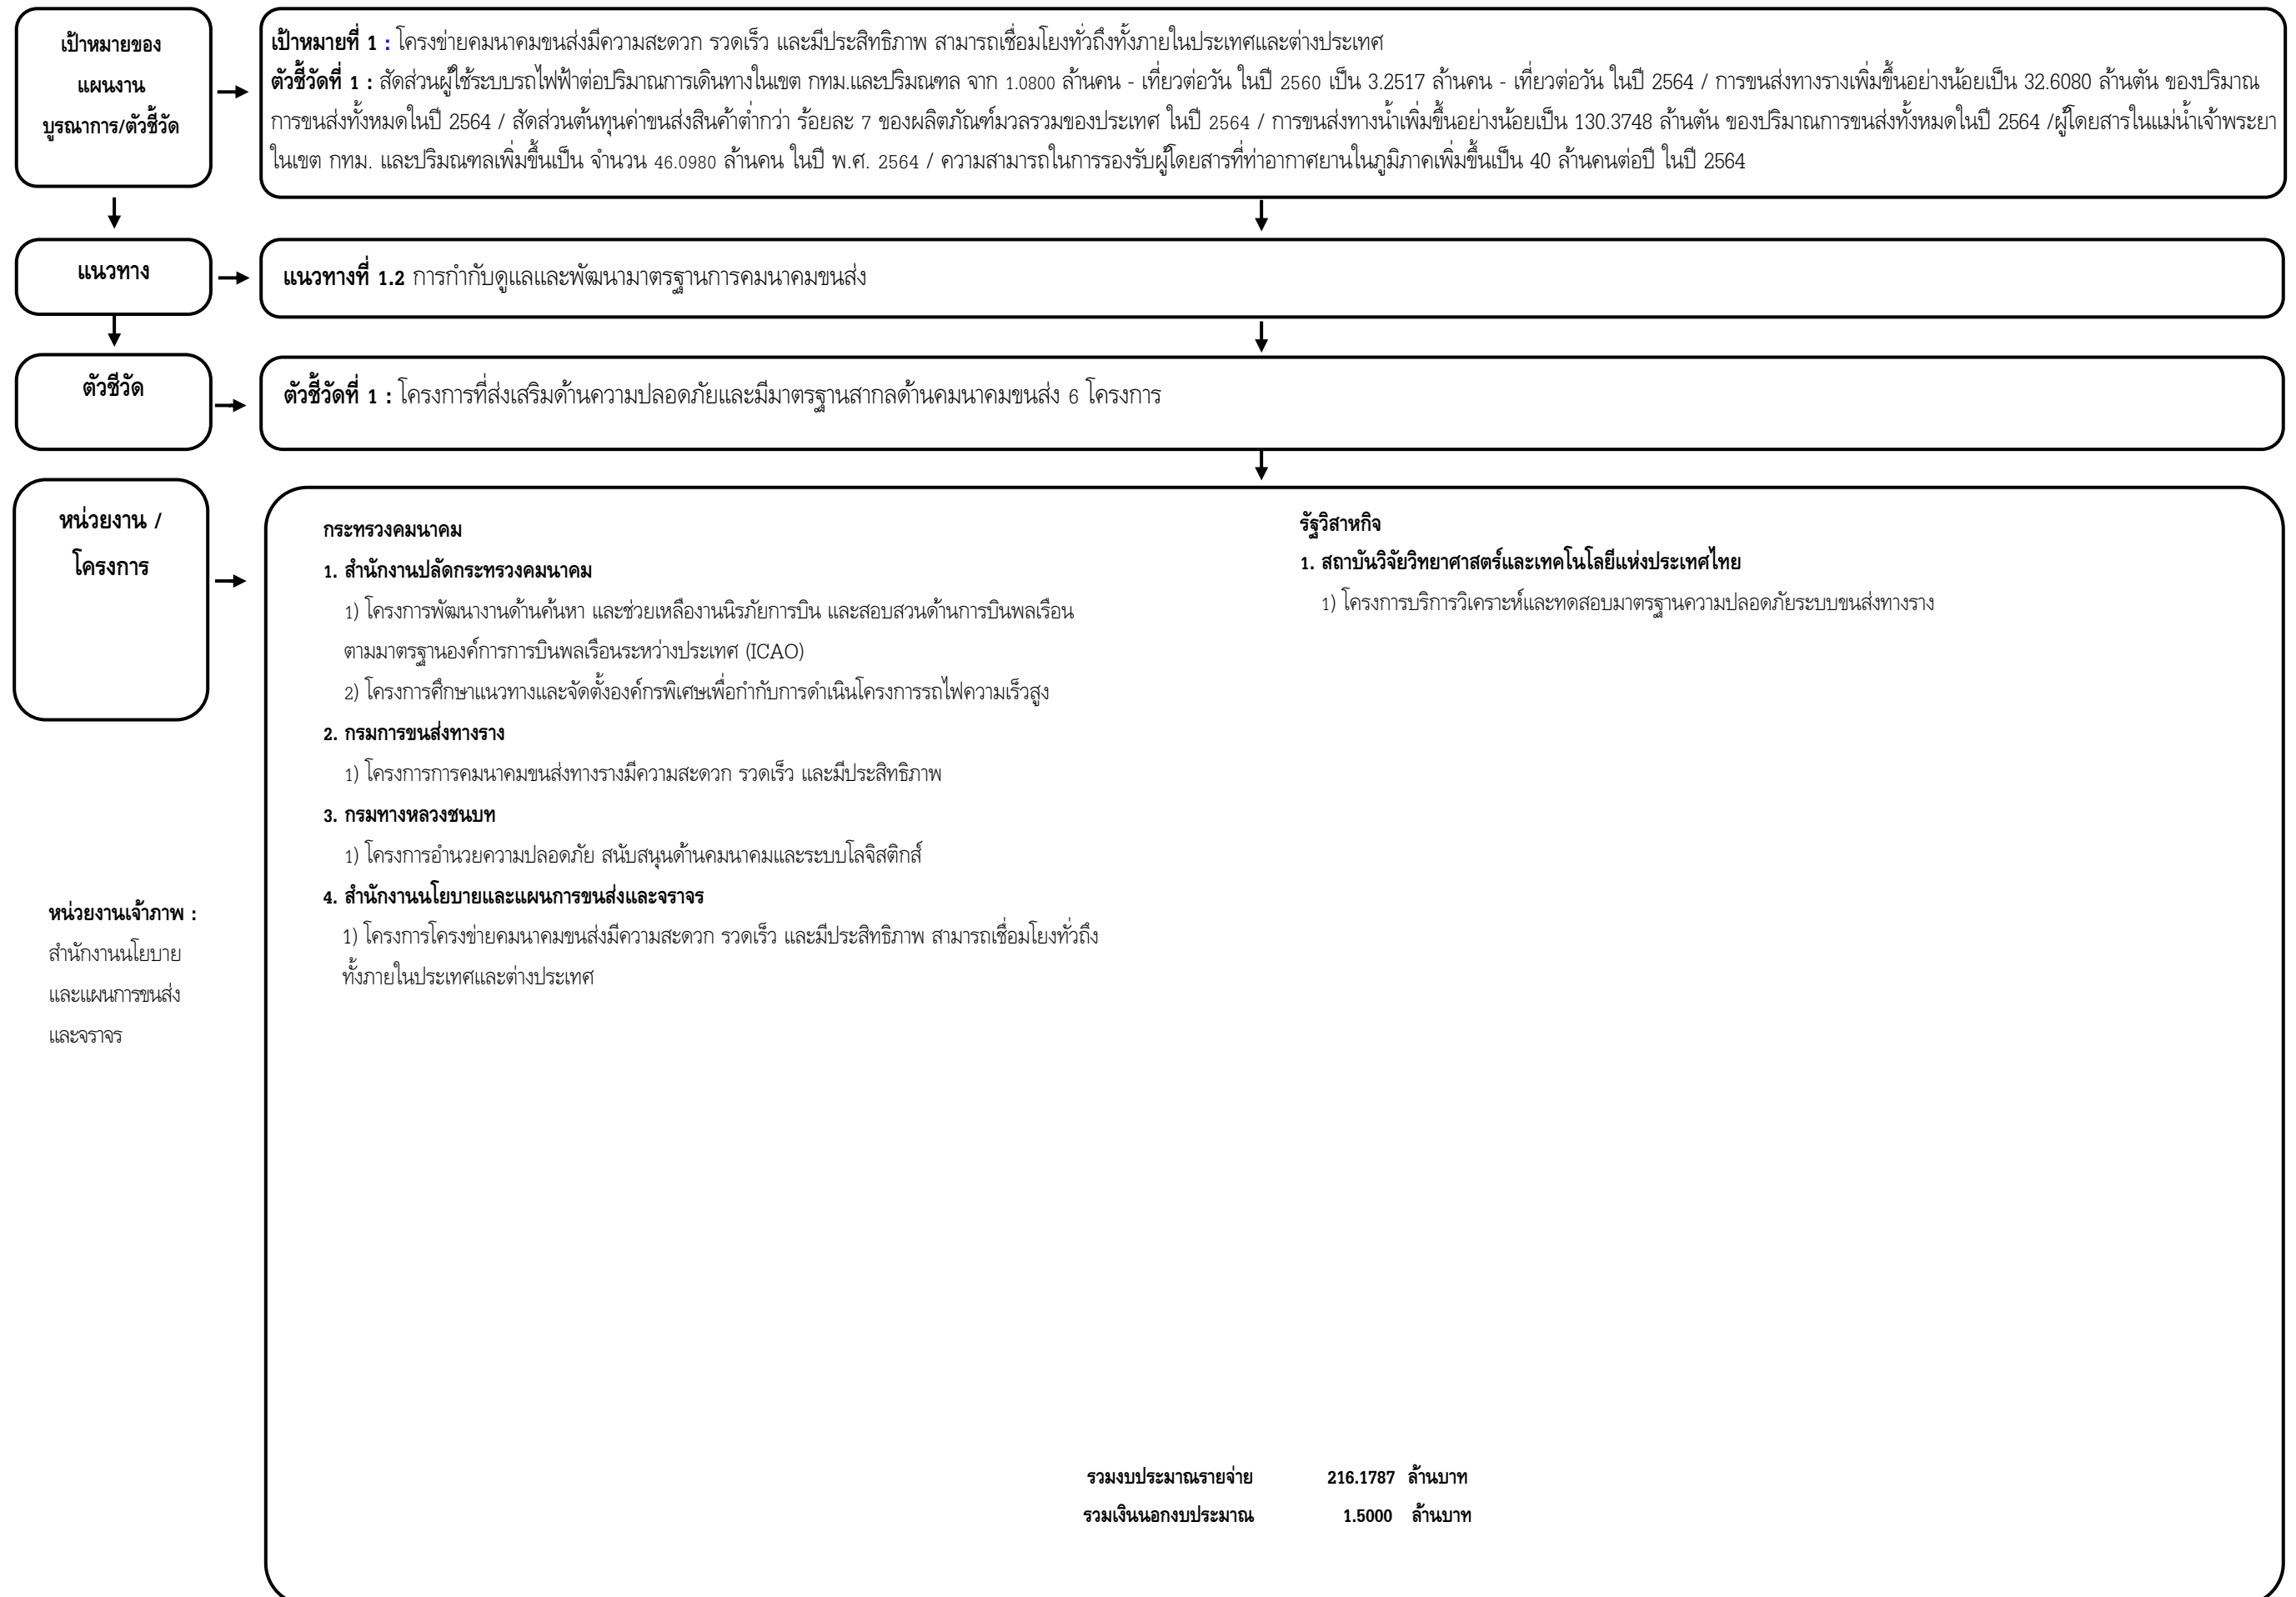 เป้าหมายของ
แผนงาน
บูรณาการ/ตัวชี้วัด
เป้าหมายที่ 1 : โครงข่ายคมนาคมขนส่งมีความสะดวก รวดเร็ว และมีประสิทธิภาพ สามารถเชื่อมโยงทั่วถึงทั้งภายในประเทศและต่างประเทศ
ตัวชี้วัดที่ 1 : สัดส่วนผู้ใช้ระบบรถไฟฟ้าต่อปริมาณการเดินทางในเขต กทม.และปริมณฑล จาก 1.0800 ล้านคน - เที่ยวต่อวัน ในปี 2560 เป็น 3.2517 ล้านคน - เที่ยวต่อวัน ในปี 2564 / การขนส่งทางรางเพิ่มขึ้นอย่างน้อยเป็น 32.6080 ล้านตัน ของปริมาณ
การขนส่งทั้งหมดในปี 2564 / สัดส่วนต้นทุนค่าขนส่งสินค้าต่ำกว่า ร้อยละ 7 ของผลิตภัณฑ์มวลรวมของประเทศ ในปี 2564 / การขนส่งทางน้ำเพิ่มขึ้นอย่างน้อยเป็น 130.3748 ล้านตัน ของปริมาณการขนส่งทั้งหมดในปี 2564 /ผู้โดยสารในแม่น้ำเจ้าพระยา
ในเขต กทม. และปริมณฑลเพิ่มขึ้นเป็น จำนวน 46.0980 ล้านคน ในปี พ.ศ. 2564 / ความสามารถในการรองรับผู้โดยสารที่ท่าอากาศยานในภูมิภาคเพิ่มขึ้นเป็น 40 ล้านคนต่อปี ในปี 2564
แนวทาง
แนวทางที่ 1.2 การกำกับดูแลและพัฒนามาตรฐานการคมนาคมขนส่ง
ตัวชี้วัด
ตัวชี้วัดที่ 1 : โครงการที่ส่งเสริมด้านความปลอดภัยและมีมาตรฐานสากลด้านคมนาคมขนส่ง 6 โครงการ
หน่วยงาน /
โครงการ
กระทรวงคมนาคม
1. สำนักงานปลัดกระทรวงคมนาคม
1) โครงการพัฒนางานด้านค้นหา และช่วยเหลืองานนิรภัยการบิน และสอบสวนด้านการบินพลเรือน
ตามมาตรฐานองค์การการบินพลเรือนระหว่างประเทศ (ICAO)
2) โครงการศึกษาแนวทางและจัดตั้งองค์กรพิเศษเพื่อกำกับการดำเนินโครงการรถไฟความเร็วสูง
2. กรมการขนส่งทางราง
1) โครงการการคมนาคมขนส่งทางรางมีความสะดวก รวดเร็ว และมีประสิทธิภาพ
3. กรมทางหลวงชนบท
1) โครงการอำนวยความปลอดภัย สนับสนุนด้านคมนาคมและระบบโลจิสติกส์
4. สำนักงานนโยบายและแผนการขนส่งและจราจร
1) โครงการโครงข่ายคมนาคมขนส่งมีความสะดวก รวดเร็ว และมีประสิทธิภาพ สามารถเชื่อมโยงทั่วถึง
ทั้งภายในประเทศและต่างประเทศ
รัฐวิสาหกิจ
1. สถาบันวิจัยวิทยาศาสตร์และเทคโนโลยีแห่งประเทศไทย
1) โครงการบริการวิเคราะห์และทดสอบมาตรฐานความปลอดภัยระบบขนส่งทางราง
หน่วยงานเจ้าภาพ :
สำนักงานนโยบาย
และแผนการขนส่ง
และจราจร
รวมงบประมาณรายจ่าย 216.1787 ล้านบาท
รวมเงินนอกงบประมาณ 1.5000 ล้านบาท